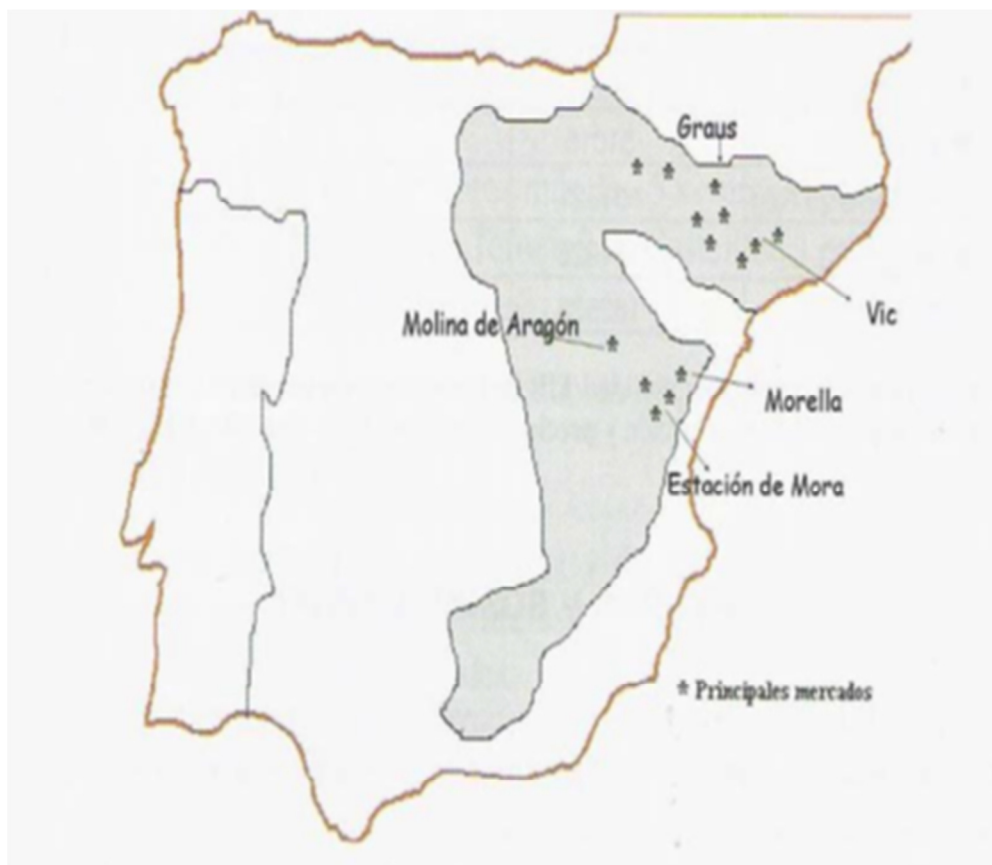 Graus
Vic
Molina de Aragón
Morella
Estación de Mora
* Principales mercados